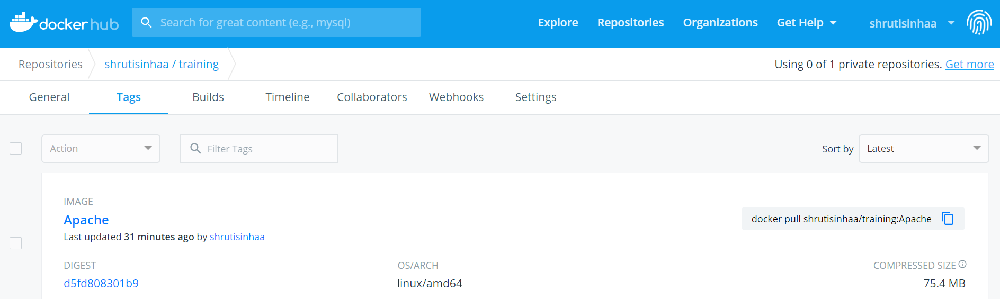 docker hub
Search for great content (e.g., mysql)
Explore
Repositories
Organizations
Get Help
shrutisinhaa
Repositories
shrutisinhaa / training
Using 0 of 1 private repositories. Get more
General
Tags
Builds
Timeline
Collaborators
Webhooks
Settings
Action
Filter Tags
Sort by
Latest
IMAGE
Apache
docker pull shrutisinhaa/training:Apache
Last updated 31 minutes ago by shrutisinhaa
DIGEST
OS/ARCH
COMPRESSED SIZE
d5fd808301b9
linux/amd64
75.4 MB